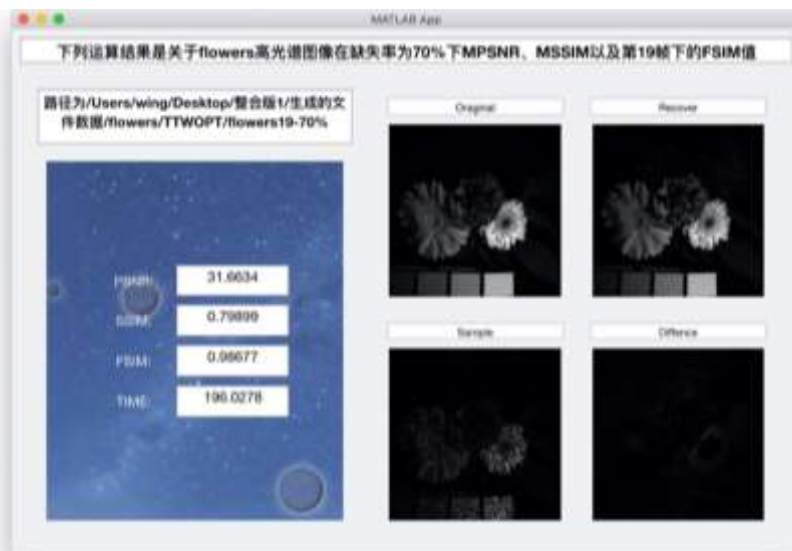 MATLAB App
下列运算结果是关于flowers高光谱图像在缺失率为70%下MPSNR、MSSIM以及第19帧下的FSIM值
路径为/Users/wing/Desktop/整合版1/生成的文
件数据/flowers/TTWOPT/flowers19-70%
Oraginal
Recover
PSNR: 31.6634
SSIM: 0.79899
FSIM: 0.98677
TIME: 196.0278
Sample
Diffence